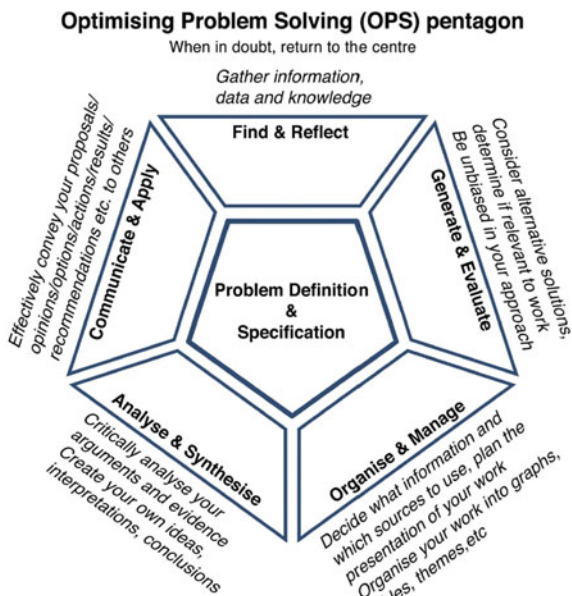 Optimising Problem Solving (OPS) pentagon
When in doubt, return to the centre
Gather information,
data and knowledge
Find & Reflect
Consider alternative solutions,
determine if relevant to work
Be unbiased in your approach
Generate & Evaluate
Problem Definition
&
Specification
Organise & Manage
Decide what information and
which sources to use, plan the
presentation of your work
Organise your work into graphs,
themes,etc
Analyse & Synthesise
Critically analyse your
arguments and evidence
Create your own ideas,
interpretations, conclusions
Effectively convey your proposals/
opinions/options/actions/results/
recommendations etc. to others
Communicate & Apply